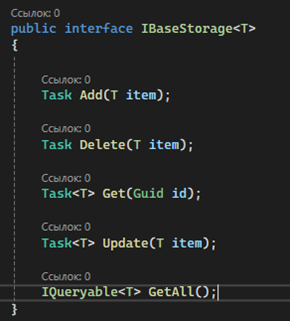 Ссылок: 0
public interface IBaseStorage<T>
{
Ссылок: 0
Task Add(T item);
Ссылок: 0
Task Delete(T item);
Ссылок: 0
Task<T> Get(Guid id);
Ссылок: 0
Task<T> Update(T item);
Ссылок: 0
IQueryable<T> GetAll();
}